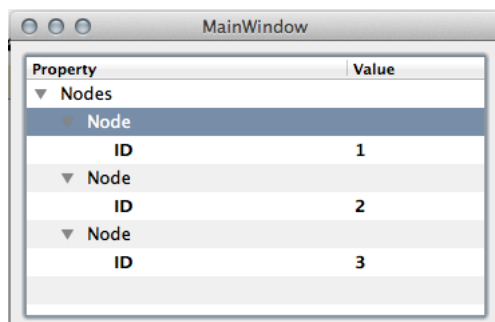 MainWindow
Property Value
Nodes
Node
ID 1
Node
ID 2
Node
ID 3